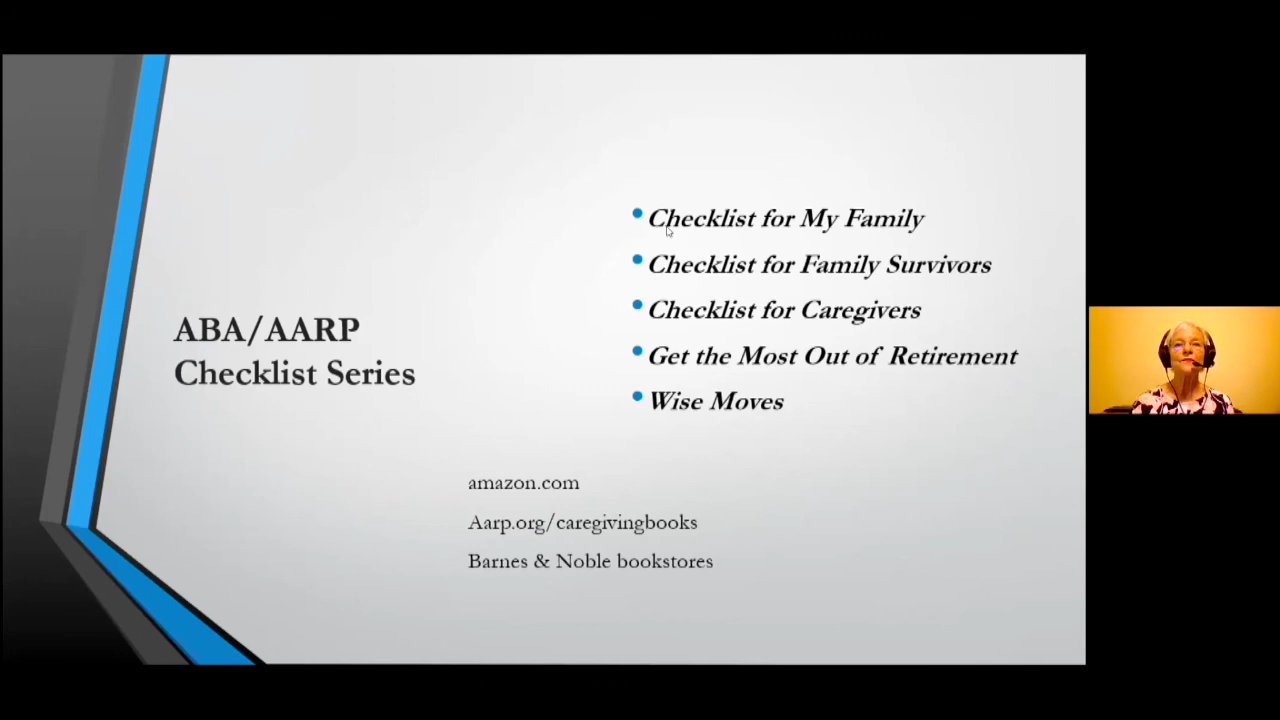 ABA/AARP
Checklist Series
Checklist for My Family
Checklist for Family Survivors
Checklist for Caregivers
Get the Most Out of Retirement
Wise Moves
amazon.com
Aarp.org/caregivingbooks
Barnes & Noble bookstores